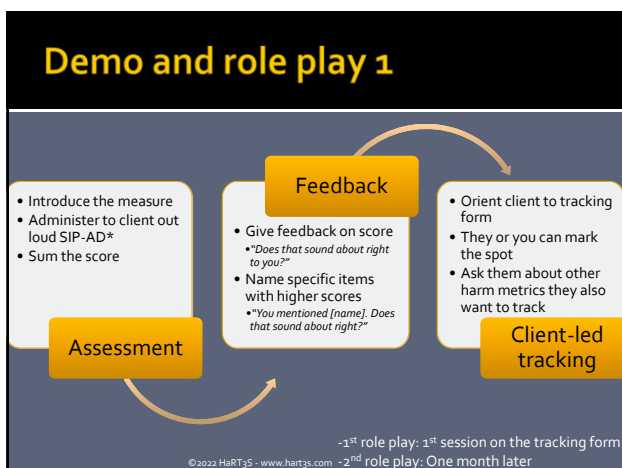 Demo and role play 1
• Introduce the measure
• Administer to client out
loud SIP-AD*
• Sum the score
Assessment
Feedback
• Give feedback on score
•"Does that sound about right
to you?"
• Name specific items
with higher scores
•"You mentioned [name]. Does
that sound about right?"
• Orient client to tracking
form
• They or you can mark
the spot
• Ask them about other
harm metrics they also
want to track
Client-led
tracking
-1st role play: 1st session on the tracking form
©2022 HaRT3S - www.hart3s.com -2nd role play: One month later